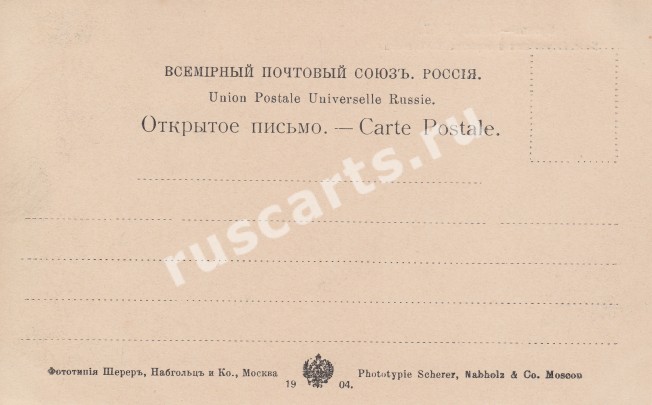 ВСЕМІРНЫЙ ПОЧТОВЫЙ СОЮЗЪ. РОССІЯ.
Union Postale Universelle Russie.
Открытое письмо. — Carte Postale.
ruscarts.ru
Фототипія Шереръ, Набгольцъ и Ко., Москва
Phototypie Scherer, Nabholz & Co. Moscou
19 04.